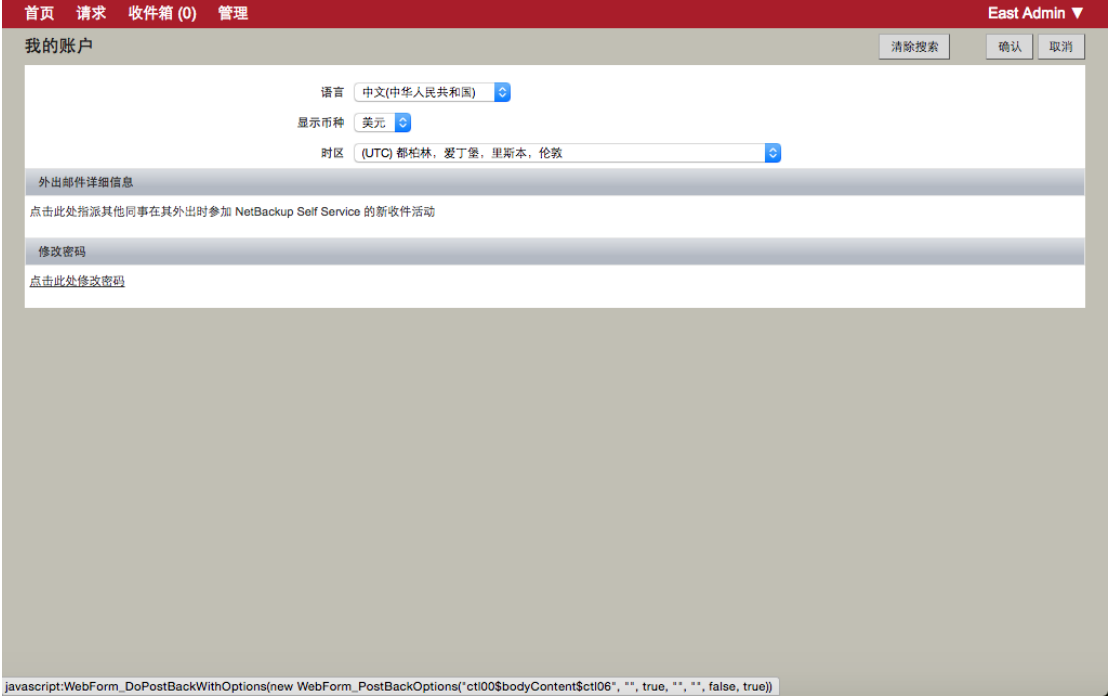 首页 请求 收件箱 (0) 管理 East Admin ▼
我的账户 清除搜索 确认 取消
语言 中文(中华人民共和国)
显示币种 美元
时区 (UTC) 都柏林，爱丁堡，里斯本，伦敦
外出邮件详细信息
点击此处指派其他同事在其外出时参加 NetBackup Self Service 的新收件活动
修改密码
点击此处修改密码
javascript:WebForm_DoPostBackWithOptions(new WebForm_PostBackOptions("ctl00$bodyContent$ctl06", "", true, "", "", false, true))